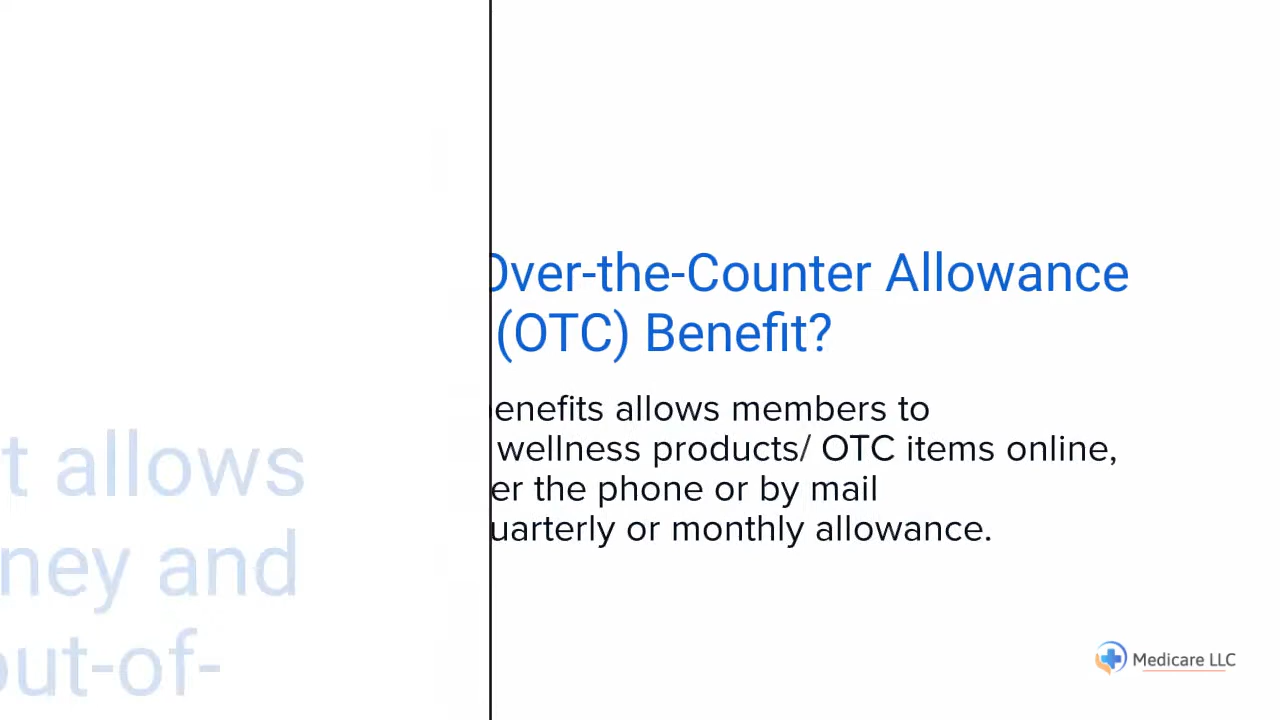 Over-the-Counter Allowance
(OTC) Benefit?
enefits allows members to
wellness products/ OTC items online,
er the phone or by mail
uarterly or monthly allowance.
t allows
ney and
out-of-
Medicare LLC